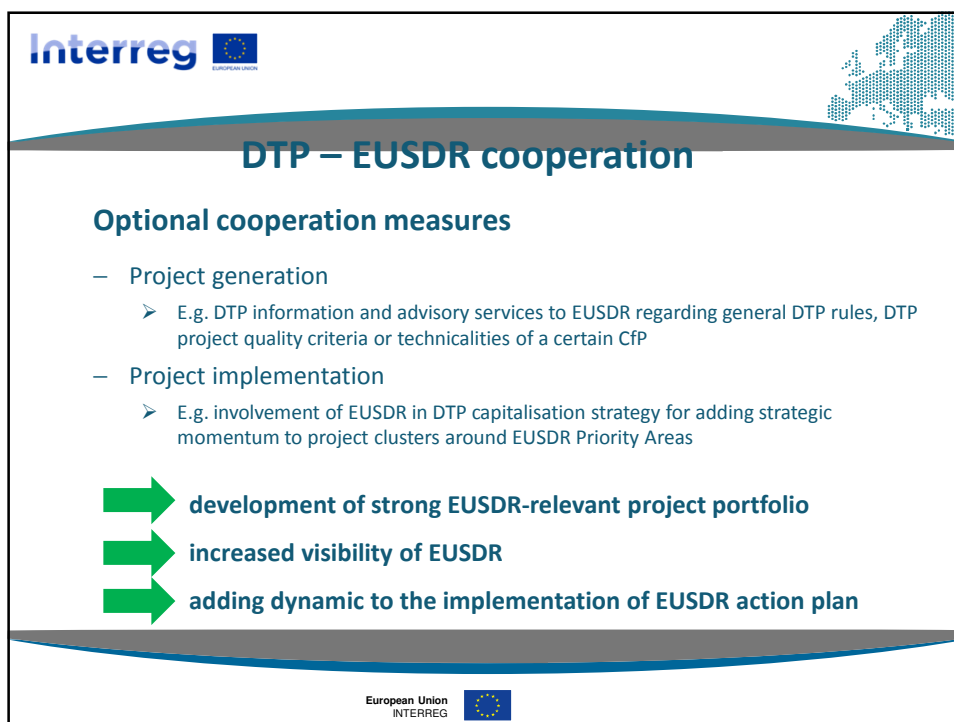 Interreg
EUROPEAN UNION
DTP – EUSDR cooperation
Optional cooperation measures
– Project generation
➢ E.g. DTP information and advisory services to EUSDR regarding general DTP rules, DTP
project quality criteria or technicalities of a certain CfP
– Project implementation
➢ E.g. involvement of EUSDR in DTP capitalisation strategy for adding strategic
momentum to project clusters around EUSDR Priority Areas
development of strong EUSDR-relevant project portfolio
increased visibility of EUSDR
adding dynamic to the implementation of EUSDR action plan
European Union
INTERREG